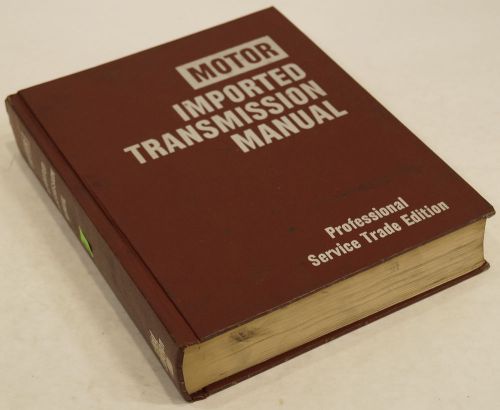 MOTOR
IMPORTED
TRANSMISSION
MANUAL
Professional
Service Trade Edition